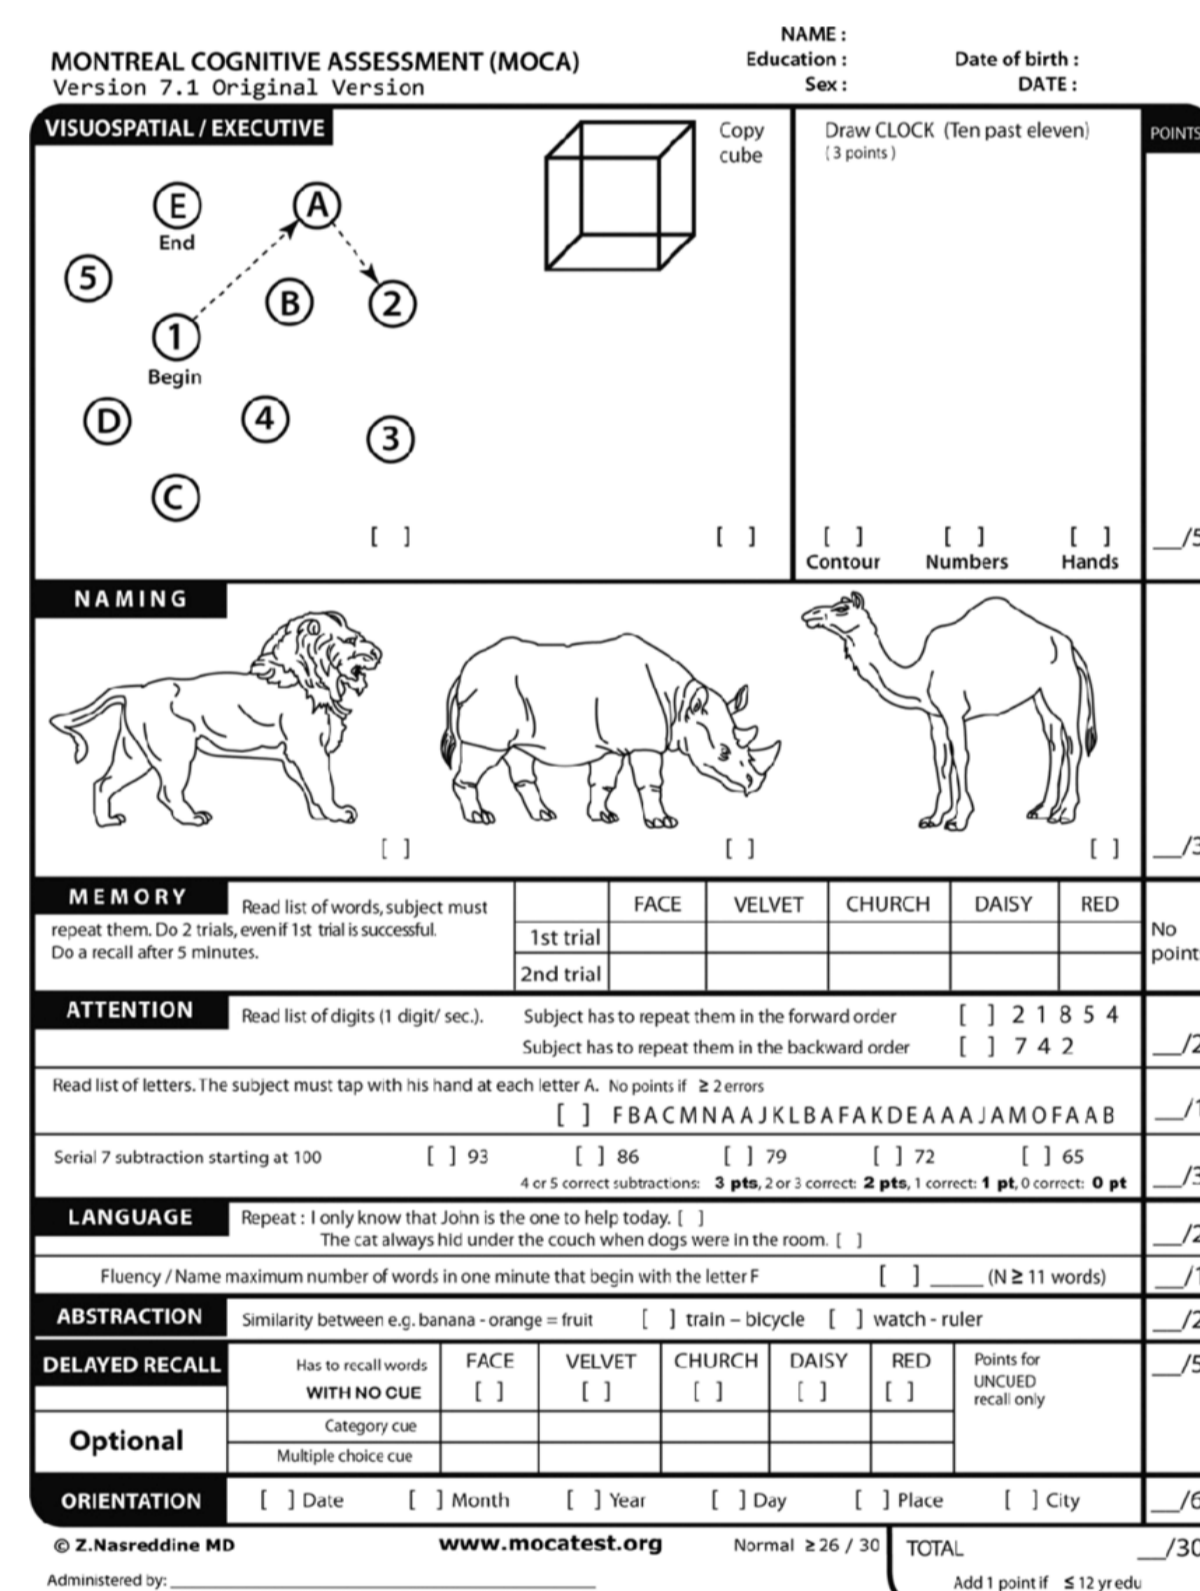 NAME :
MONTREAL COGNITIVE ASSESSMENT (MOCA)
Education :
Date of birth :
Version 7.1 Original Version
Sex :
DATE :
VISUOSPATIAL / EXECUTIVE
Copy
cube
Draw CLOCK (Ten past eleven)
( 3 points )
POINTS
E
End
A
5
B
2
1
Begin
D
4
3
C
[ ]
[ ]
[ ]
[ ]
[ ]
Contour
Numbers
Hands
__/5
NAMING
[ ]
[ ]
[ ]
__/3
MEMORY
Read list of words, subject must
repeat them. Do 2 trials, even if 1st trial is successful.
Do a recall after 5 minutes.
FACE VELVET CHURCH DAISY RED
1st trial
2nd trial
No
point
ATTENTION
Read list of digits (1 digit/ sec.).
Subject has to repeat them in the forward order [ ] 2 1 8 5 4
Subject has to repeat them in the backward order [ ] 7 4 2
__/2
Read list of letters. The subject must tap with his hand at each letter A. No points if ≥ 2 errors
[ ] F B A C M N A A J K L B A F A K D E A A A J A M O F A A B
__/1
Serial 7 subtraction starting at 100 [ ] 93 [ ] 86 [ ] 79 [ ] 72 [ ] 65
4 or 5 correct subtractions: 3 pts, 2 or 3 correct: 2 pts, 1 correct: 1 pt, 0 correct: 0 pt
__/3
LANGUAGE
Repeat : I only know that John is the one to help today. [ ]
The cat always hid under the couch when dogs were in the room. [ ]
__/2
Fluency / Name maximum number of words in one minute that begin with the letter F [ ] _____ (N ≥ 11 words)
__/1
ABSTRACTION
Similarity between e.g. banana - orange = fruit [ ] train – bicycle [ ] watch - ruler
__/2
DELAYED RECALL
Has to recall words
WITH NO CUE
FACE VELVET CHURCH DAISY RED
[ ] [ ] [ ] [ ] [ ]
Points for
UNCUED
recall only
__/5
Optional
Category cue
Multiple choice cue
ORIENTATION
[ ] Date [ ] Month [ ] Year [ ] Day [ ] Place [ ] City
__/6
© Z.Nasreddine MD
www.mocatest.org
Normal ≥ 26 / 30
TOTAL
__/30
Administered by:
Add 1 point if ≤ 12 yr edu